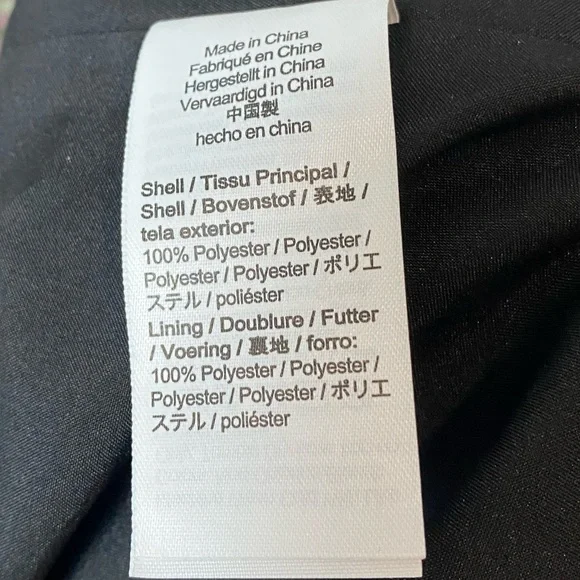 Made in China
Fabriqué en Chine
Hergestellt in China
Vervaardigd in China
中国製
hecho en china
Shell / Tissu Principal /
Shell / Bovenstof / 表地 /
tela exterior:
100% Polyester / Polyester /
Polyester / Polyester / ポリエ
ステル / poliéster
Lining / Doublure / Futter
/ Voering / 裏地 / forro:
100% Polyester / Polyester /
Polyester / Polyester / ポリエ
ステル / poliéster